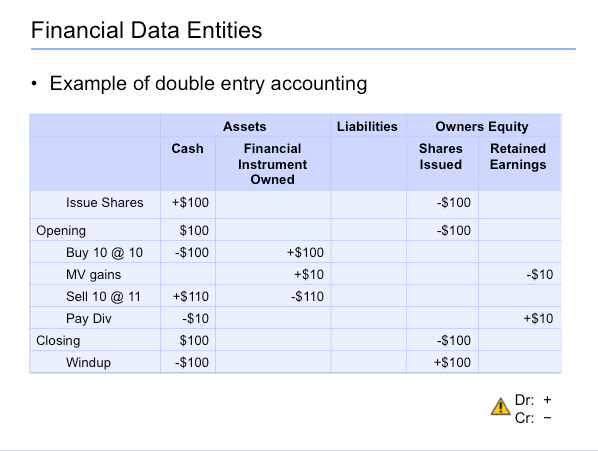 Financial Data Entities
• Example of double entry accounting
Assets Liabilities Owners Equity
Cash Financial Instrument Owned Shares Issued Retained Earnings
Issue Shares +$100 -$100
Opening $100 -$100
Buy 10 @ 10 -$100 +$100
MV gains +$10 -$10
Sell 10 @ 11 +$110 -$110
Pay Div -$10 +$10
Closing $100 -$100
Windup -$100 +$100
Dr: +
Cr: −